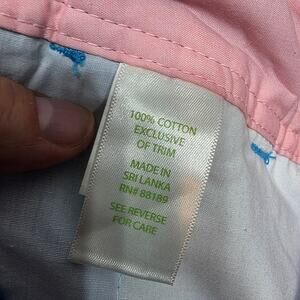 100% COTTON
EXCLUSIVE
OF TRIM
MADE IN
SRI LANKA
RN# 88189
SEE REVERSE
FOR CARE